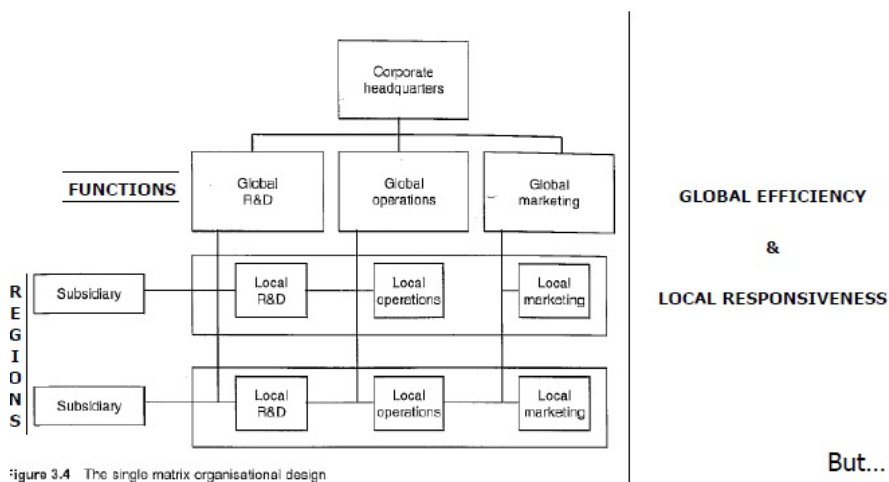 Corporate
headquarters
FUNCTIONS
Global
R&D
Global
operations
Global
marketing
REGIONS
Subsidiary
Local
R&D
Local
operations
Local
marketing
Subsidiary
Local
R&D
Local
operations
Local
marketing
Figure 3.4 The single matrix organisational design
GLOBAL EFFICIENCY
&
LOCAL RESPONSIVENESS
But...